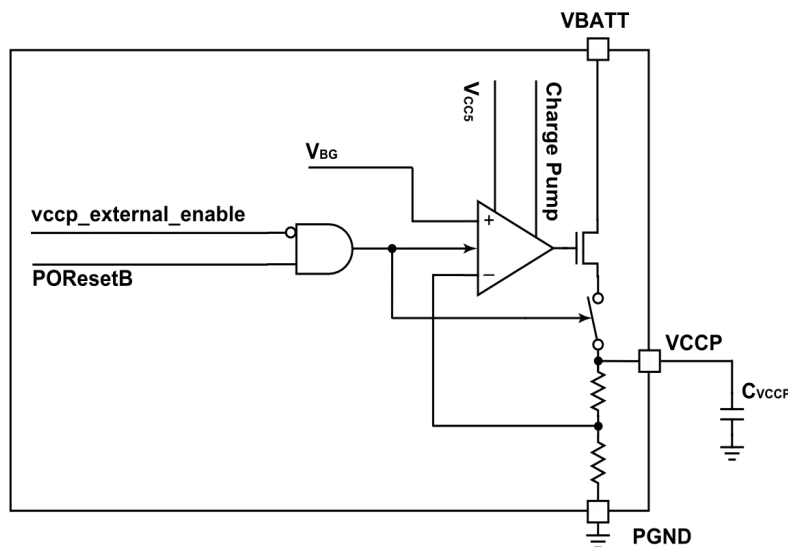 VBATT
VCC5
Charge Pump
VBG
+
vccp_external_enable
POResetB
−
VCCP
CVCCP
PGND